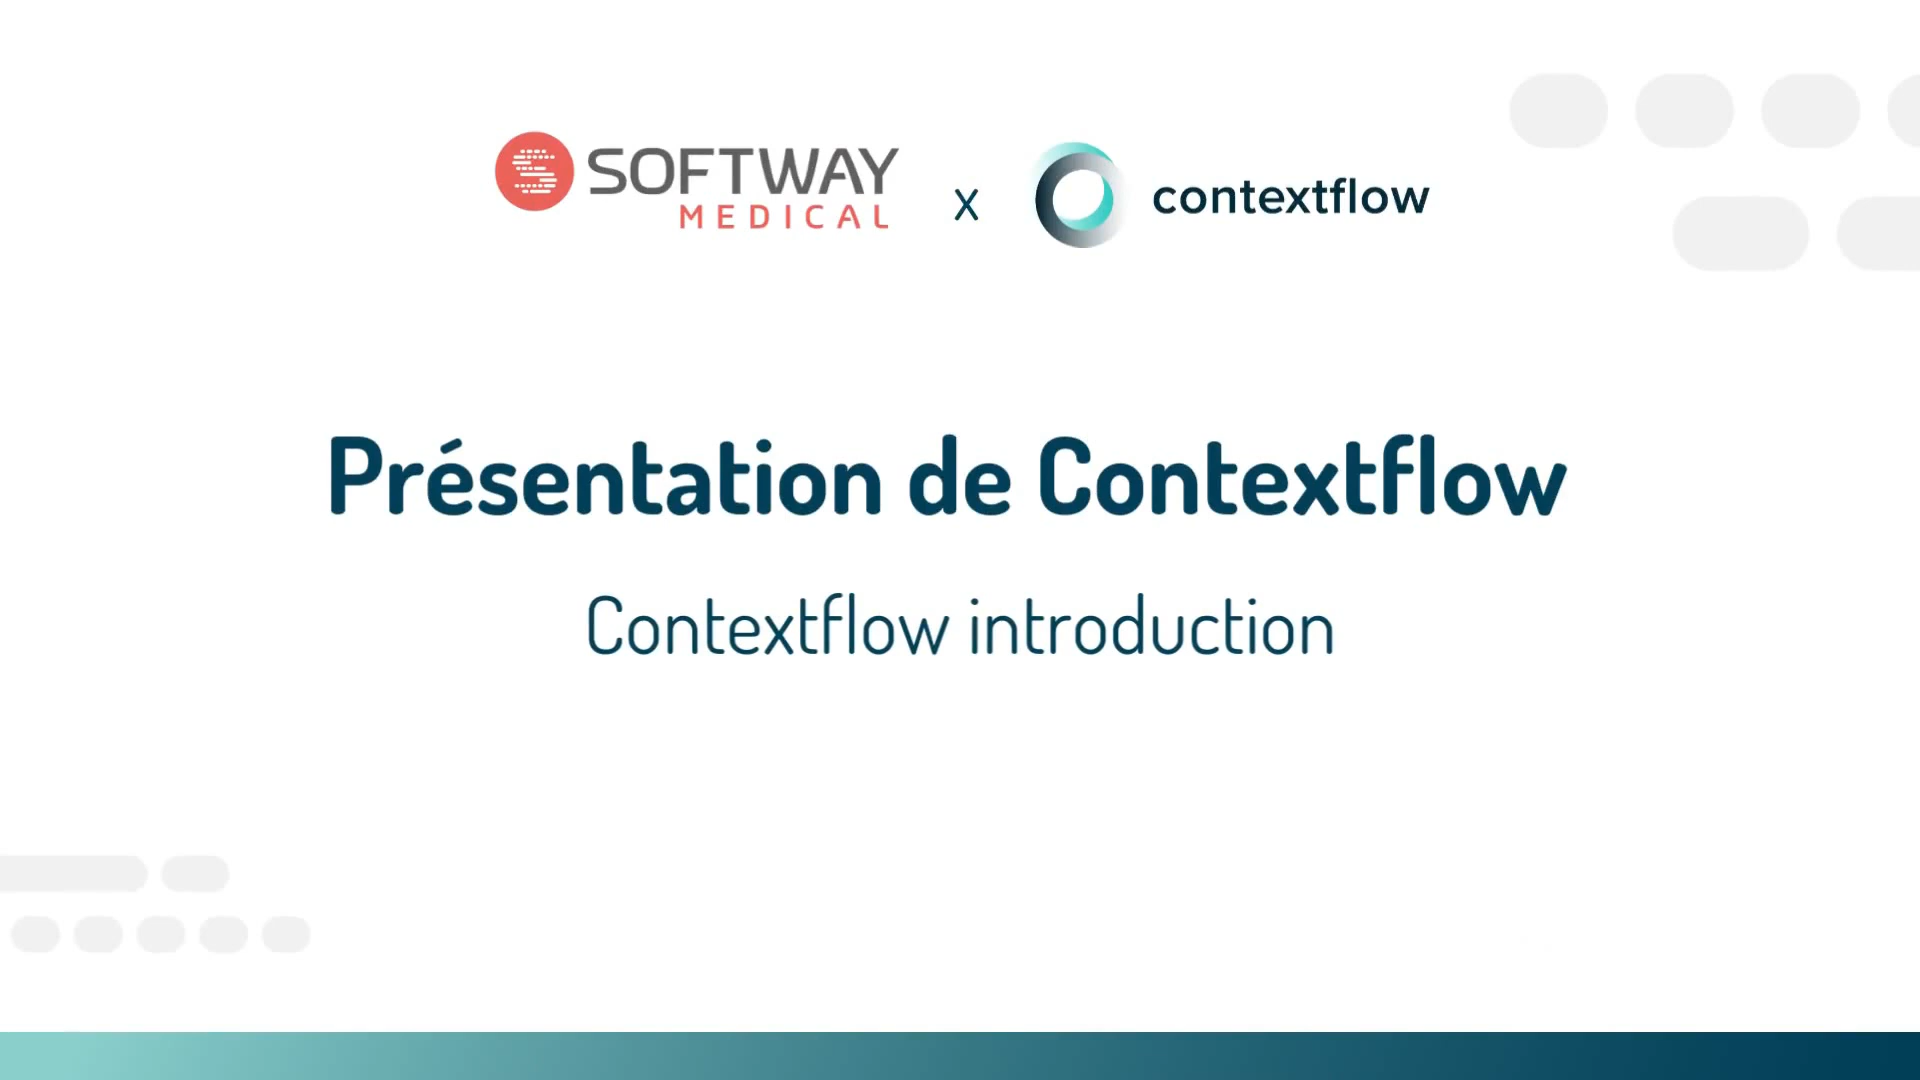 SOFTWAY
MEDICAL
x
contextflow
Présentation de Contextflow
Contextflow introduction